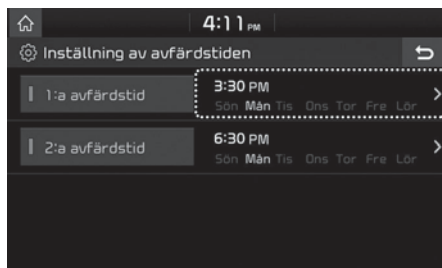 4:11 PM
Inställning av avfärdstiden
1:a avfärdstid
3:30 PM
Sön Mån Tis Ons Tor Fre Lör
2:a avfärdstid
6:30 PM
Sön Mån Tis Ons Tor Fre Lör